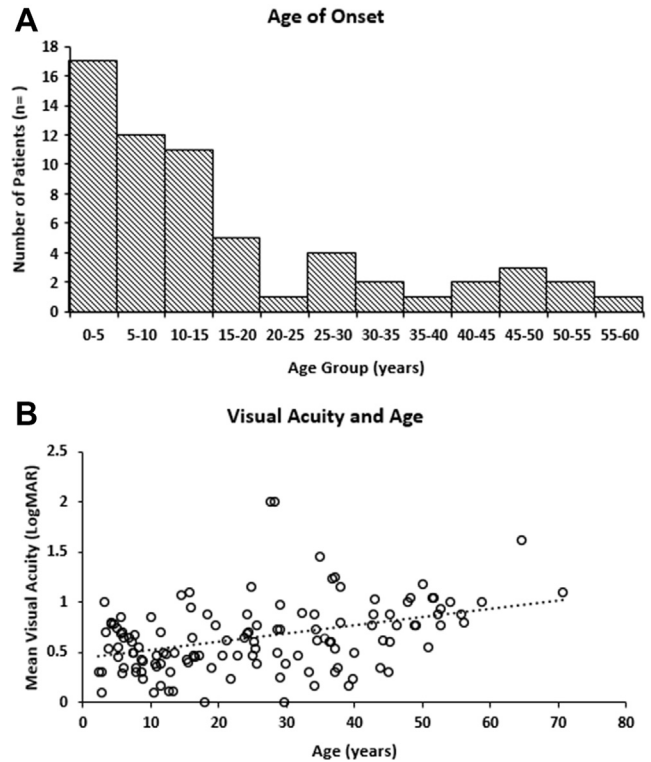 A
Age of Onset
Number of Patients (n= )
18
16
14
12
10
8
6
4
2
0
0-5 5-10 10-15 15-20 20-25 25-30 30-35 35-40 40-45 45-50 50-55 55-60
Age Group (years)
B
Visual Acuity and Age
Mean Visual Acuity (LogMAR)
2.5
2
1.5
1
0.5
0
0 10 20 30 40 50 60 70 80
Age (years)